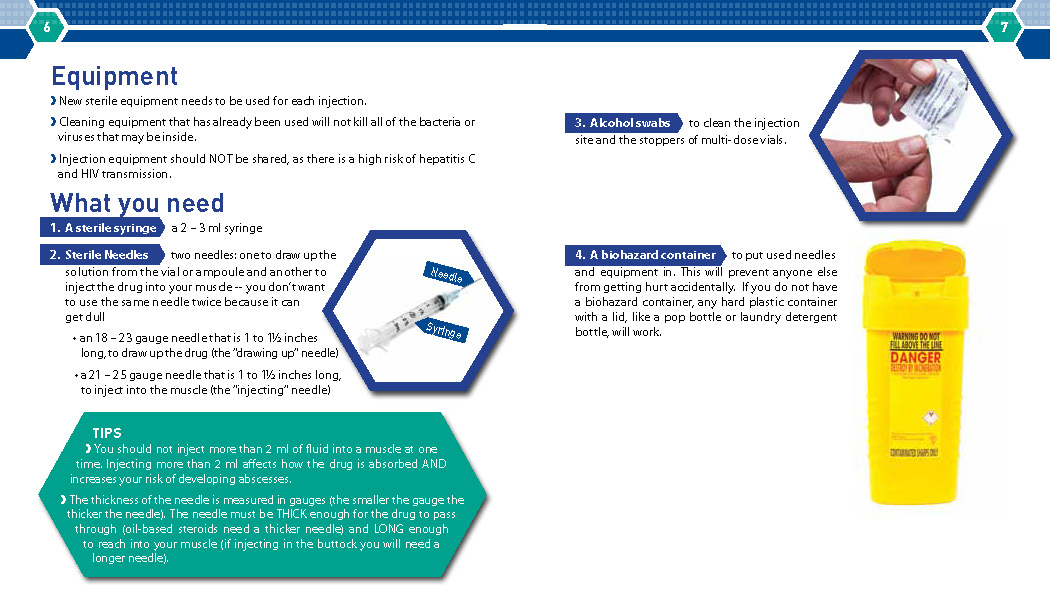 6
Equipment
❯ New sterile equipment needs to be used for each injection.
❯ Cleaning equipment that has already been used will not kill all of the bacteria or
viruses that may be inside.
❯ Injection equipment should NOT be shared, as there is a high risk of hepatitis C
and HIV transmission.
What you need
1. A sterile syringe a 2 – 3 ml syringe
2. Sterile Needles two needles: one to draw up the
solution from the vial or ampoule and another to
inject the drug into your muscle -- you don't want
to use the same needle twice because it can
get dull
• an 18 – 23 gauge needle that is 1 to 1½ inches
long, to draw up the drug (the "drawing up" needle)
• a 21 – 25 gauge needle that is 1 to 1½ inches long,
to inject into the muscle (the "injecting" needle)
Needle
Syringe
TIPS
❯ You should not inject more than 2 ml of fluid into a muscle at one
time. Injecting more than 2 ml affects how the drug is absorbed AND
increases your risk of developing abscesses.
❯ The thickness of the needle is measured in gauges (the smaller the gauge the
thicker the needle). The needle must be THICK enough for the drug to pass
through (oil-based steroids need a thicker needle) and LONG enough
to reach into your muscle (if injecting in the buttock you will need a
longer needle).
7
3. Alcohol swabs to clean the injection
site and the stoppers of multi-dose vials.
4. A biohazard container to put used needles
and equipment in. This will prevent anyone else
from getting hurt accidentally. If you do not have
a biohazard container, any hard plastic container
with a lid, like a pop bottle or laundry detergent
bottle, will work.
WARNING DO NOT
FILL ABOVE THE LINE
DANGER
DESTROY BY INCINERATION
CONTAMINATED SHARPS ONLY